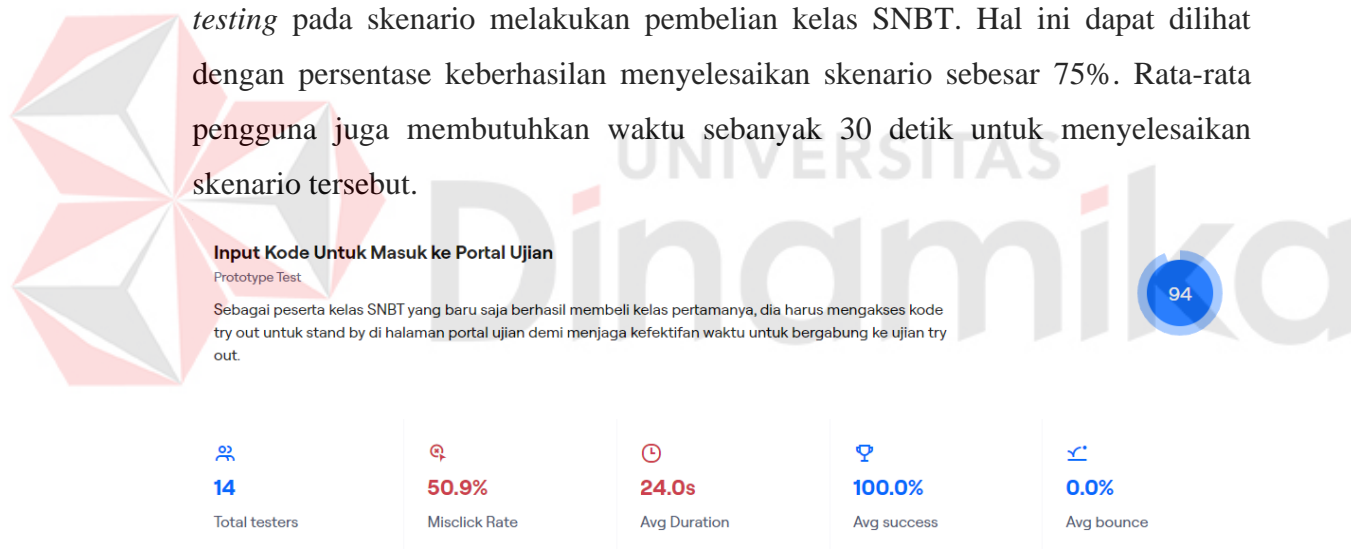 testing pada skenario melakukan pembelian kelas SNBT. Hal ini dapat dilihat
dengan persentase keberhasilan menyelesaikan skenario sebesar 75%. Rata-rata
pengguna juga membutuhkan waktu sebanyak 30 detik untuk menyelesaikan
skenario tersebut.
UNIVERSITAS
Dinamika
Input Kode Untuk Masuk ke Portal Ujian
Prototype Test
Sebagai peserta kelas SNBT yang baru saja berhasil membeli kelas pertamanya, dia harus mengakses kode
try out untuk stand by di halaman portal ujian demi menjaga kefektifan waktu untuk bergabung ke ujian try
out.
94
14
Total testers
50.9%
Misclick Rate
24.0s
Avg Duration
100.0%
Avg success
0.0%
Avg bounce